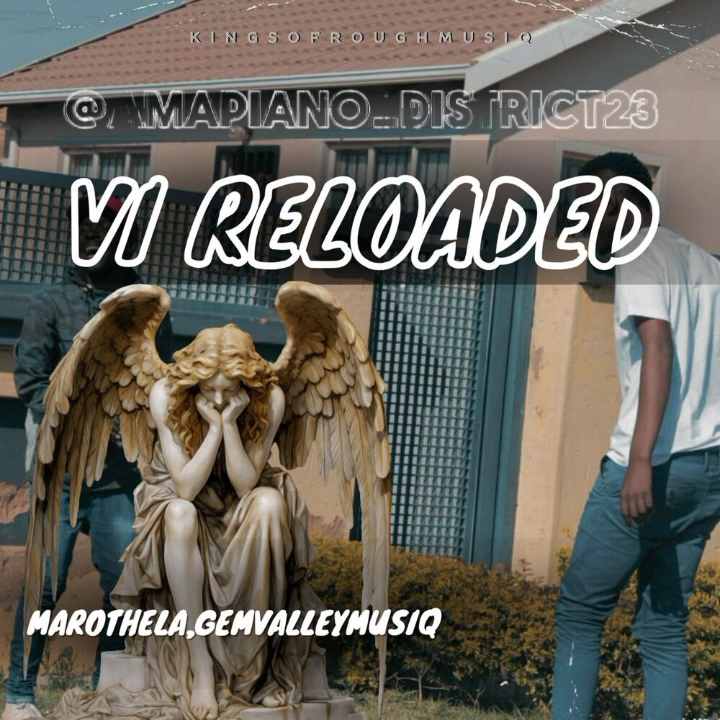 KINGSOFROUGHMUSIQ
@AMAPIANO_DISTRICT23
VI RELOADED
MAROTHELA,GEMVALLEYMUSIQ